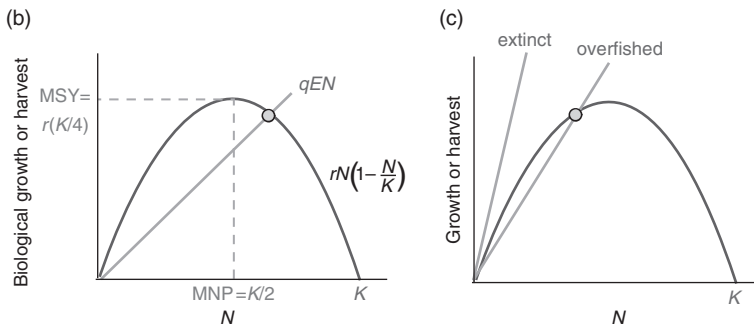 (b)
Biological growth or harvest
MSY=
r(K/4)
qEN
rN(1−N/K)
MNP=K/2
K
N
(c)
Growth or harvest
extinct
overfished
K
N